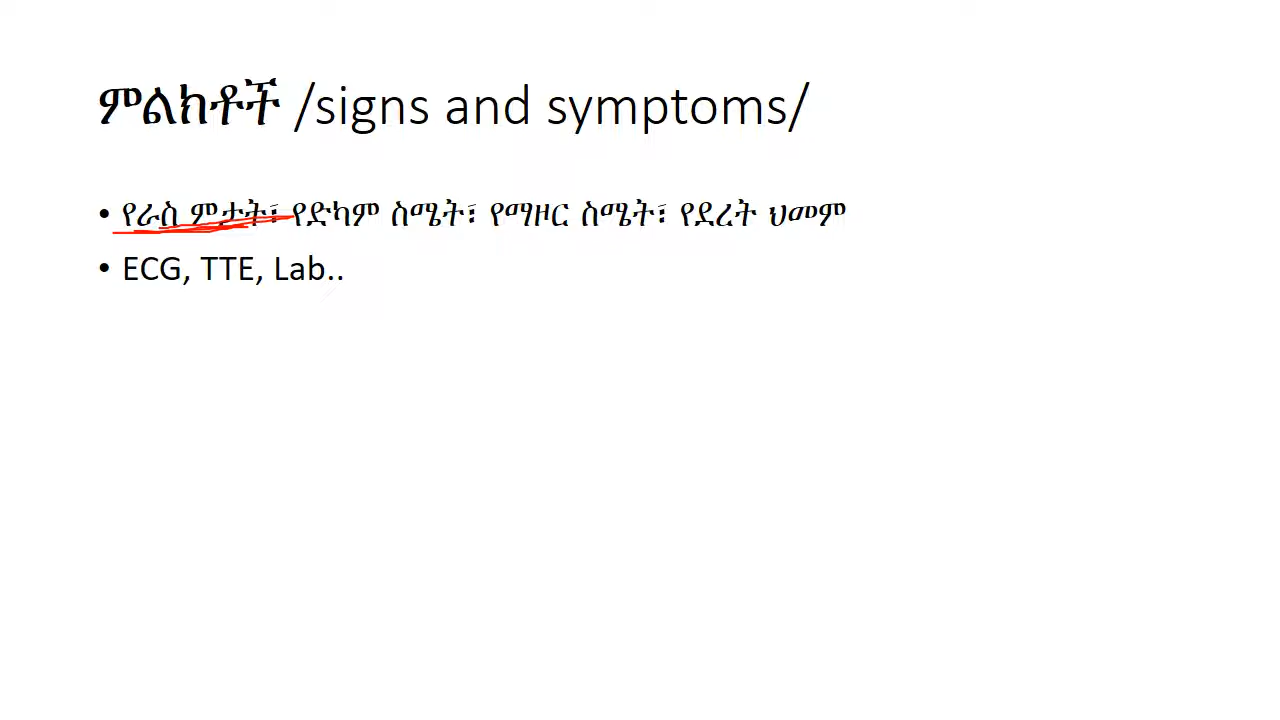 ምልክቶች /signs and symptoms/
• የራስ ምታት፣ የድካም ስሜት፣ የማዞር ስሜት፣ የደረት ህመም
• ECG, TTE, Lab..